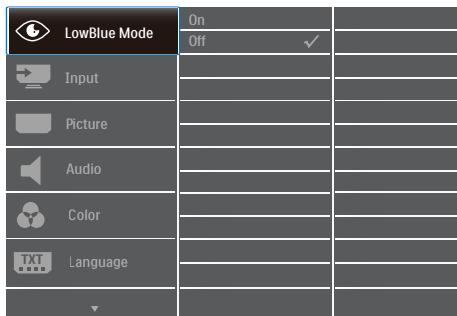 LowBlue Mode
On
Off
Input
Picture
Audio
Color
TXT
Language